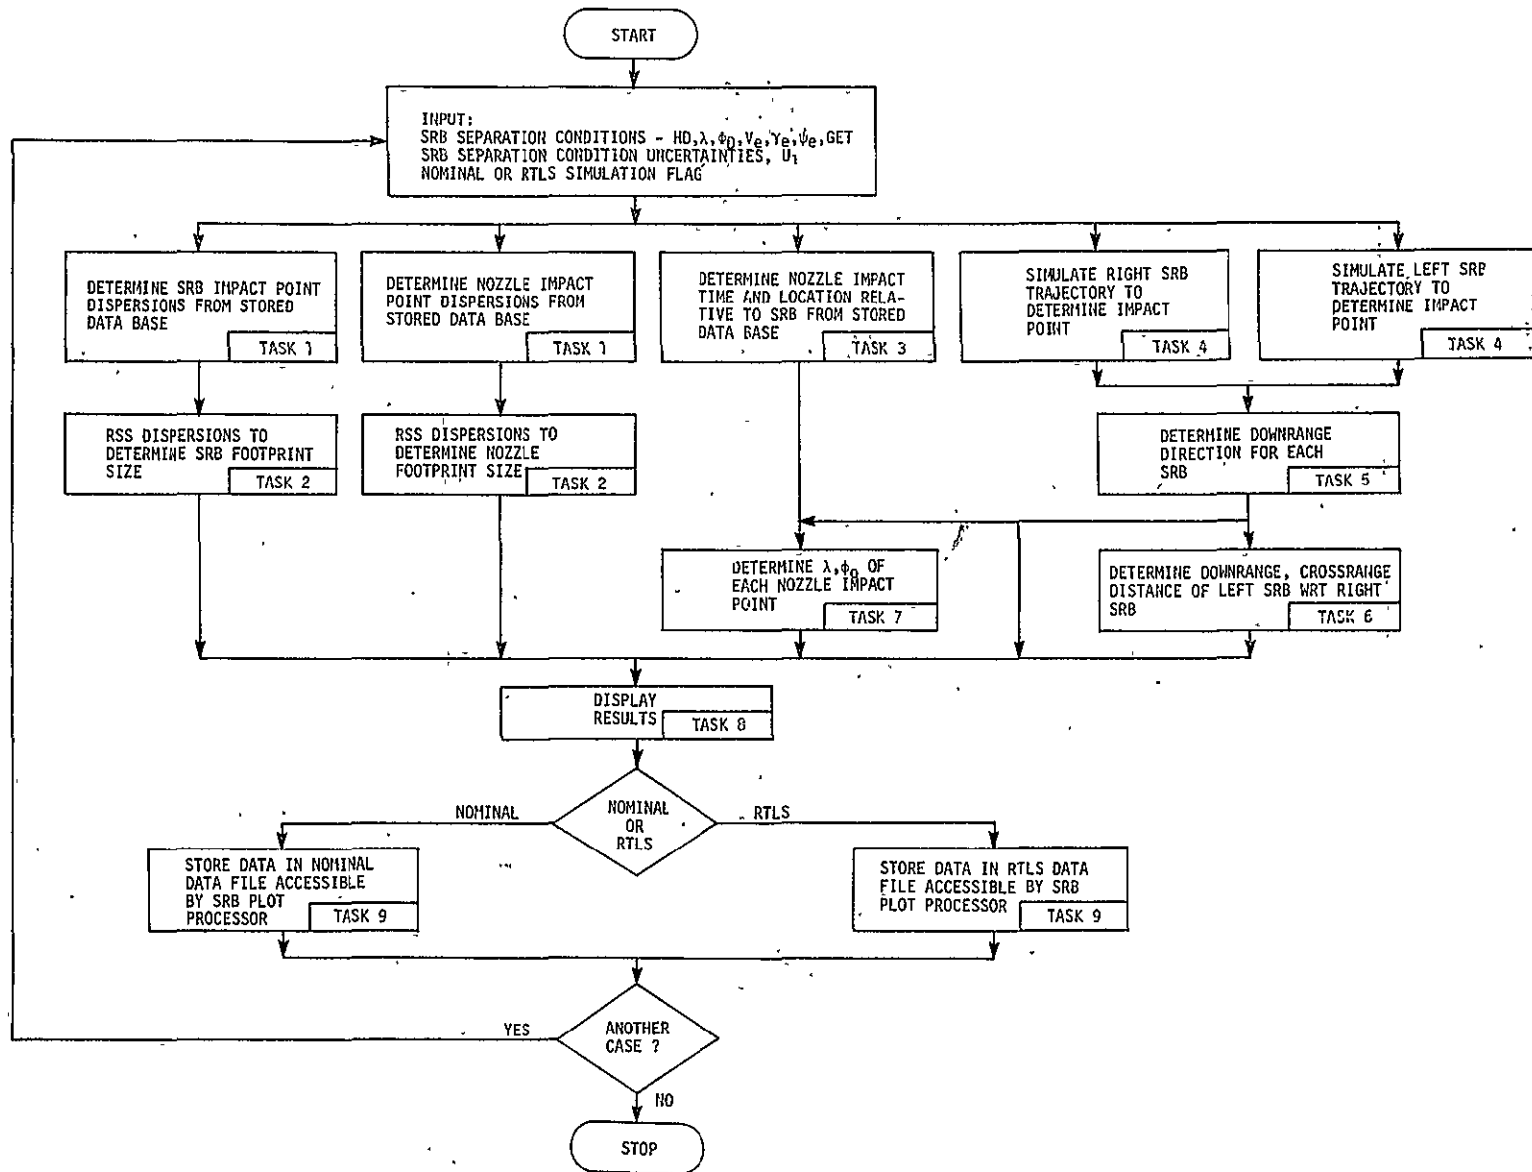 START
INPUT:
SRB SEPARATION CONDITIONS - HD,λ,ϕD,Ve,γe,ψe,GET
SRB SEPARATION CONDITION UNCERTAINTIES, U1
NOMINAL OR RTLS SIMULATION FLAG
DETERMINE SRB IMPACT POINT
DISPERSIONS FROM STORED
DATA BASE
TASK 1
DETERMINE NOZZLE IMPACT
POINT DISPERSIONS FROM
STORED DATA BASE
TASK 1
DETERMINE NOZZLE IMPACT
TIME AND LOCATION RELA-
TIVE TO SRB FROM STORED
DATA BASE
TASK 3
SIMULATE RIGHT SRB
TRAJECTORY TO
DETERMINE IMPACT
POINT
TASK 4
SIMULATE LEFT SRB
TRAJECTORY TO
DETERMINE IMPACT
POINT
TASK 4
RSS DISPERSIONS TO
DETERMINE SRB FOOTPRINT
SIZE
TASK 2
RSS DISPERSIONS TO
DETERMINE NOZZLE
FOOTPRINT SIZE
TASK 2
DETERMINE DOWNRANGE
DIRECTION FOR EACH
SRB
TASK 5
DETERMINE λ,ϕD OF
EACH NOZZLE IMPACT
POINT
TASK 7
DETERMINE DOWNRANGE, CROSSRANGE
DISTANCE OF LEFT SRB WRT RIGHT
SRB
TASK 6
DISPLAY
RESULTS
TASK 8
NOMINAL
NOMINAL
OR
RTLS
RTLS
STORE DATA IN NOMINAL
DATA FILE ACCESSIBLE
BY SRB PLOT
PROCESSOR
TASK 9
STORE DATA IN RTLS DATA
FILE ACCESSIBLE BY SRB
PLOT PROCESSOR
TASK 9
YES
ANOTHER
CASE ?
NO
STOP